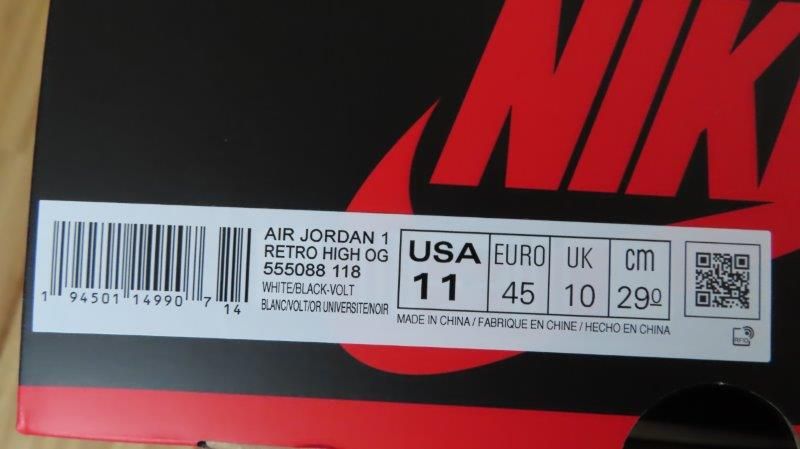 NIKE
AIR JORDAN 1
RETRO HIGH OG
555088 118
WHITE/BLACK-VOLT
BLANC/VOLT/OR UNIVERSITE/NOIR
1 94501 14990 7 14
USA 11
EURO 45
UK 10
cm 29.0
MADE IN CHINA / FABRIQUE EN CHINE / HECHO EN CHINA
RFID